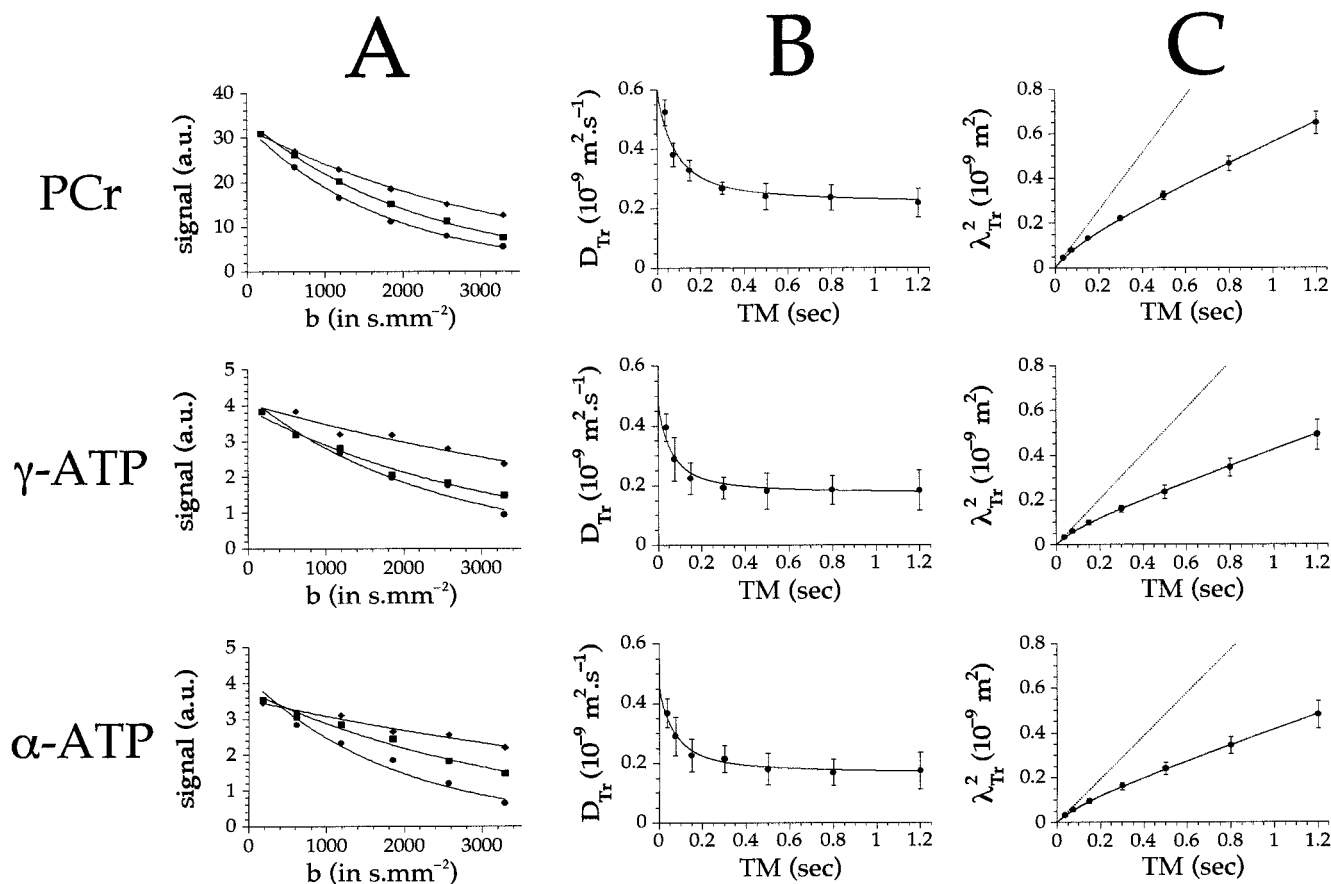 A B C
PCr
signal (a.u.)
40
30
20
10
0
0 1000 2000 3000
b (in s.mm⁻²)
D_Tr (10⁻⁹ m².s⁻¹)
0.6
0.4
0.2
0
0 0.2 0.4 0.6 0.8 1.0 1.2
TM (sec)
λ²_Tr (10⁻⁹ m²)
0.8
0.6
0.4
0.2
0
0 0.2 0.4 0.6 0.8 1.0 1.2
TM (sec)
γ-ATP
signal (a.u.)
5
4
3
2
1
0
0 1000 2000 3000
b (in s.mm⁻²)
D_Tr (10⁻⁹ m².s⁻¹)
0.6
0.4
0.2
0
0 0.2 0.4 0.6 0.8 1.0 1.2
TM (sec)
λ²_Tr (10⁻⁹ m²)
0.8
0.6
0.4
0.2
0
0 0.2 0.4 0.6 0.8 1.0 1.2
TM (sec)
α-ATP
signal (a.u.)
5
4
3
2
1
0
0 1000 2000 3000
b (in s.mm⁻²)
D_Tr (10⁻⁹ m².s⁻¹)
0.6
0.4
0.2
0
0 0.2 0.4 0.6 0.8 1.0 1.2
TM (sec)
λ²_Tr (10⁻⁹ m²)
0.8
0.6
0.4
0.2
0
0 0.2 0.4 0.6 0.8 1.0 1.2
TM (sec)